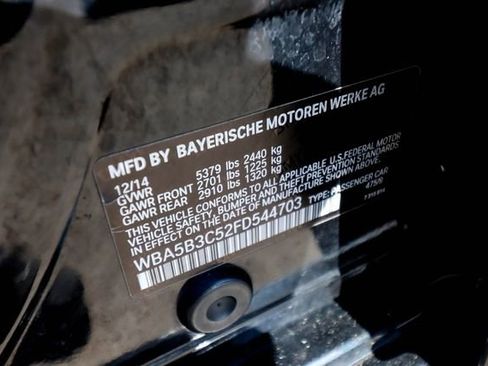 MFD BY BAYERISCHE MOTOREN WERKE AG
12/14
GVWR 5379 lbs 2440 kg
GAWR FRONT 2701 lbs 1225 kg
GAWR REAR 2910 lbs 1320 kg
THIS VEHICLE CONFORMS TO ALL APPLICABLE U.S. FEDERAL MOTOR
VEHICLE SAFETY, BUMPER AND THEFT PREVENTION STANDARDS
IN EFFECT ON THE DATE OF MANUFACTURE SHOWN ABOVE.
WBA5B3C52FD544703 TYPE: PASSENGER CAR